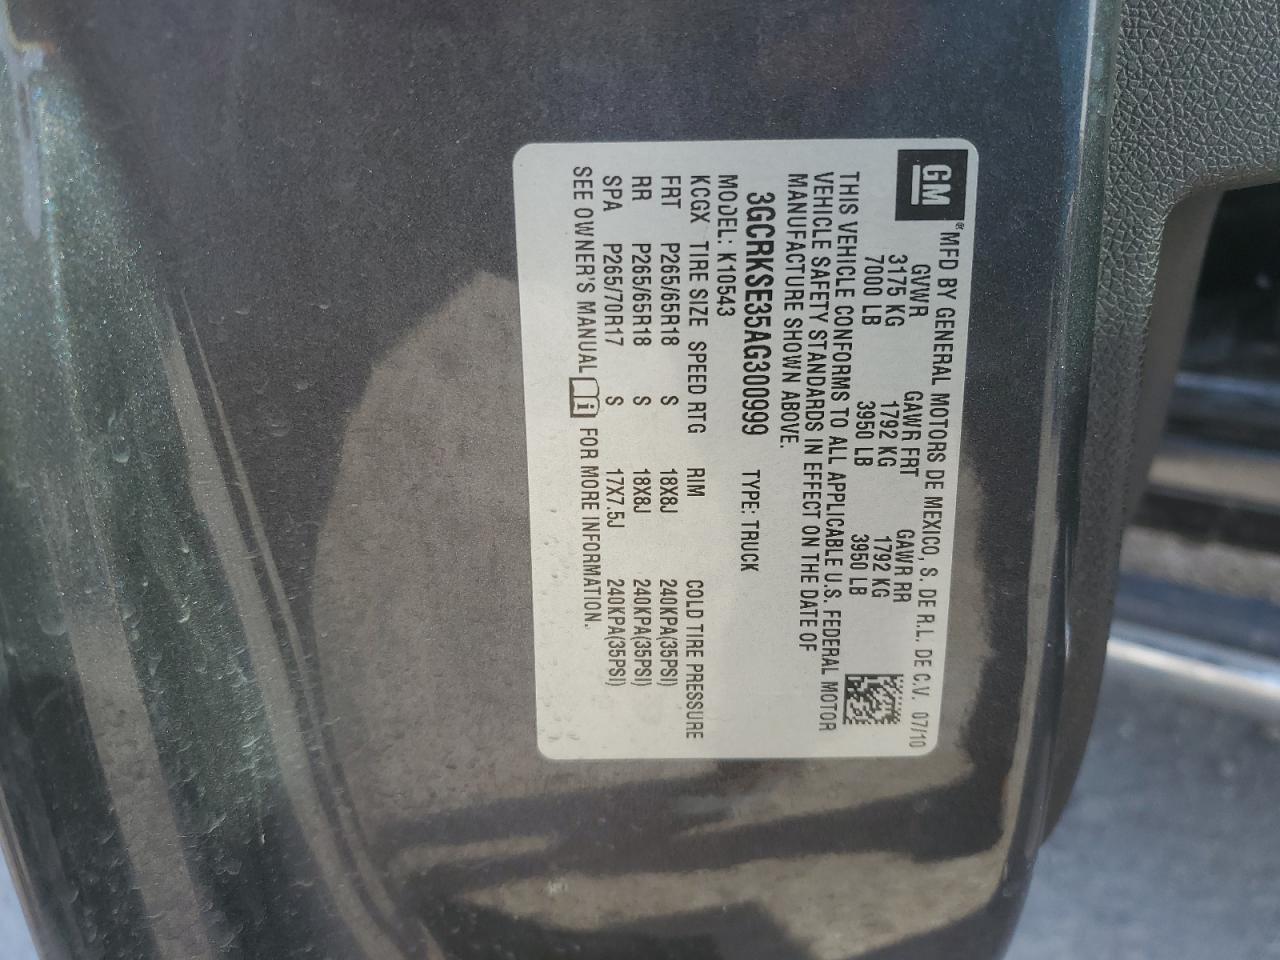 GM
®MFD BY GENERAL MOTORS DE MEXICO, S. DE R.L. DE C.V. 07/10
GVWR GAWR FRT GAWR RR
3175 KG 1792 KG 1792 KG
7000 LB 3950 LB 3950 LB
THIS VEHICLE CONFORMS TO ALL APPLICABLE U.S. FEDERAL MOTOR
VEHICLE SAFETY STANDARDS IN EFFECT ON THE DATE OF
MANUFACTURE SHOWN ABOVE.
3GCRKSE35AG300999 TYPE: TRUCK
MODEL: K10543
KCGX TIRE SIZE SPEED RTG RIM COLD TIRE PRESSURE
FRT P265/65R18 S 18X8J 240KPA(35PSI)
RR P265/65R18 S 18X8J 240KPA(35PSI)
SPA P265/70R17 S 17X7.5J 240KPA(35PSI)
SEE OWNER'S MANUAL i FOR MORE INFORMATION.